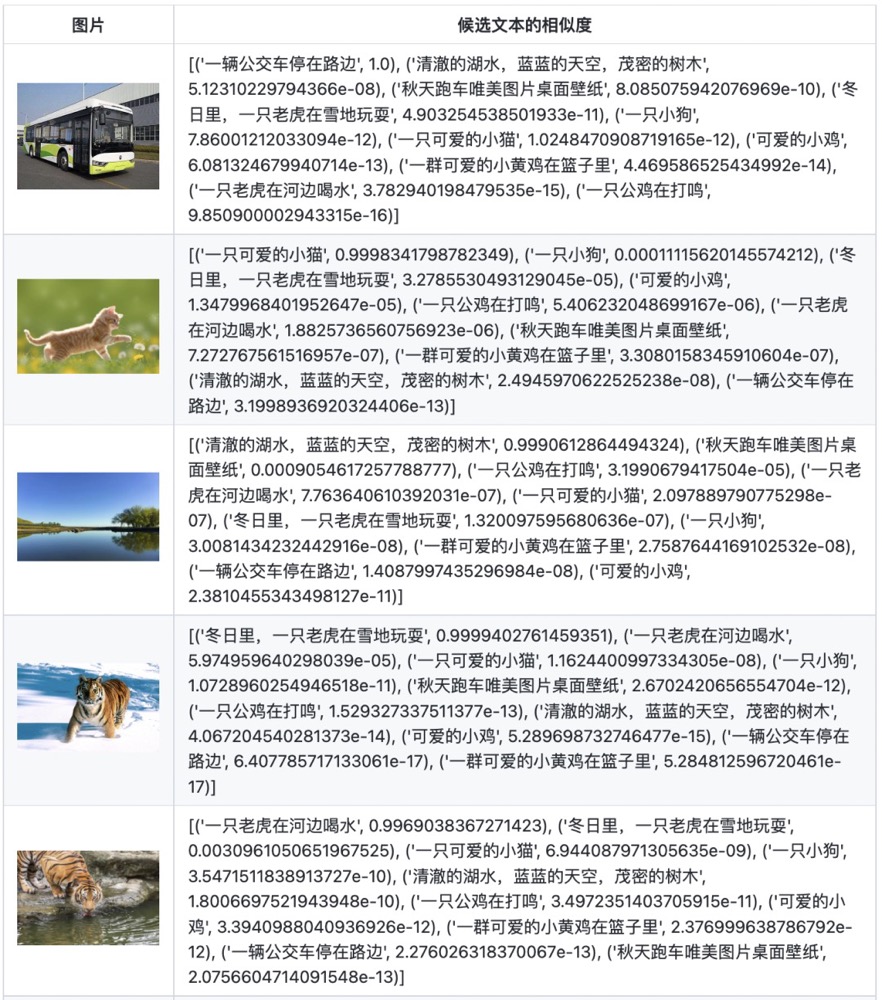 图片
候选文本的相似度
[('一辆公交车停在路边', 1.0), ('清澈的湖水，蓝蓝的天空，茂密的树木',
5.12310229794366e-08), ('秋天跑车唯美图片桌面壁纸', 8.085075942076969e-10), ('冬
日里，一只老虎在雪地玩耍', 4.903254538501933e-11), ('一只小狗',
7.86001212033094e-12), ('一只可爱的小猫', 1.0248470908719165e-12), ('可爱的小鸡',
6.081324679940714e-13), ('一群可爱的小黄鸡在篮子里', 4.469586525434992e-14),
('一只老虎在河边喝水', 3.782940198479535e-15), ('一只公鸡在打鸣',
9.850900002943315e-16)]
[('一只可爱的小猫', 0.9998341798782349), ('一只小狗', 0.00011115620145574212), ('冬
日里，一只老虎在雪地玩耍', 3.2785530493129045e-05), ('可爱的小鸡',
1.3479968401952647e-05), ('一只公鸡在打鸣', 5.406232048699167e-06), ('一只老虎
在河边喝水', 1.8825736560756923e-06), ('秋天跑车唯美图片桌面壁纸',
7.272767561516957e-07), ('一群可爱的小黄鸡在篮子里', 3.3080158345910604e-07),
('清澈的湖水，蓝蓝的天空，茂密的树木', 2.4945970622525238e-08), ('一辆公交车停在
路边', 3.1998936920324406e-13)]
[('清澈的湖水，蓝蓝的天空，茂密的树木', 0.9990612864494324), ('秋天跑车唯美图片桌
面壁纸', 0.0009054617257788777), ('一只公鸡在打鸣', 3.1990679417504e-05), ('一只老
虎在河边喝水', 7.763640610392031e-07), ('一只可爱的小猫', 2.097889790775298e-
07), ('冬日里，一只老虎在雪地玩耍', 1.320097595680636e-07), ('一只小狗',
3.0081434232442916e-08), ('一群可爱的小黄鸡在篮子里', 2.7587644169102532e-08),
('一辆公交车停在路边', 1.4087997435296984e-08), ('可爱的小鸡',
2.3810455343498127e-11)]
[('冬日里，一只老虎在雪地玩耍', 0.9999402761459351), ('一只老虎在河边喝水',
5.974959640298039e-05), ('一只可爱的小猫', 1.1624400997334305e-08), ('一只小狗',
1.0728960254946518e-11), ('秋天跑车唯美图片桌面壁纸', 2.6702420656554704e-12),
('一只公鸡在打鸣', 1.529327337511377e-13), ('清澈的湖水，蓝蓝的天空，茂密的树木',
4.067204540281373e-14), ('可爱的小鸡', 5.289698732746477e-15), ('一辆公交车停在
路边', 6.407785717133061e-17), ('一群可爱的小黄鸡在篮子里', 5.284812596720461e-
17)]
[('一只老虎在河边喝水', 0.9969038367271423), ('冬日里，一只老虎在雪地玩耍',
0.0030961050651967525), ('一只可爱的小猫', 6.944087971305635e-09), ('一只小狗',
3.5471511838913727e-10), ('清澈的湖水，蓝蓝的天空，茂密的树木',
1.8006697521943948e-10), ('一只公鸡在打鸣', 3.4972351403705915e-11), ('可爱的小
鸡', 3.3940988040936926e-12), ('一群可爱的小黄鸡在篮子里', 2.376999638786792e-
12), ('一辆公交车停在路边', 2.276026318370067e-13), ('秋天跑车唯美图片桌面壁纸',
2.0756604714091548e-13)]